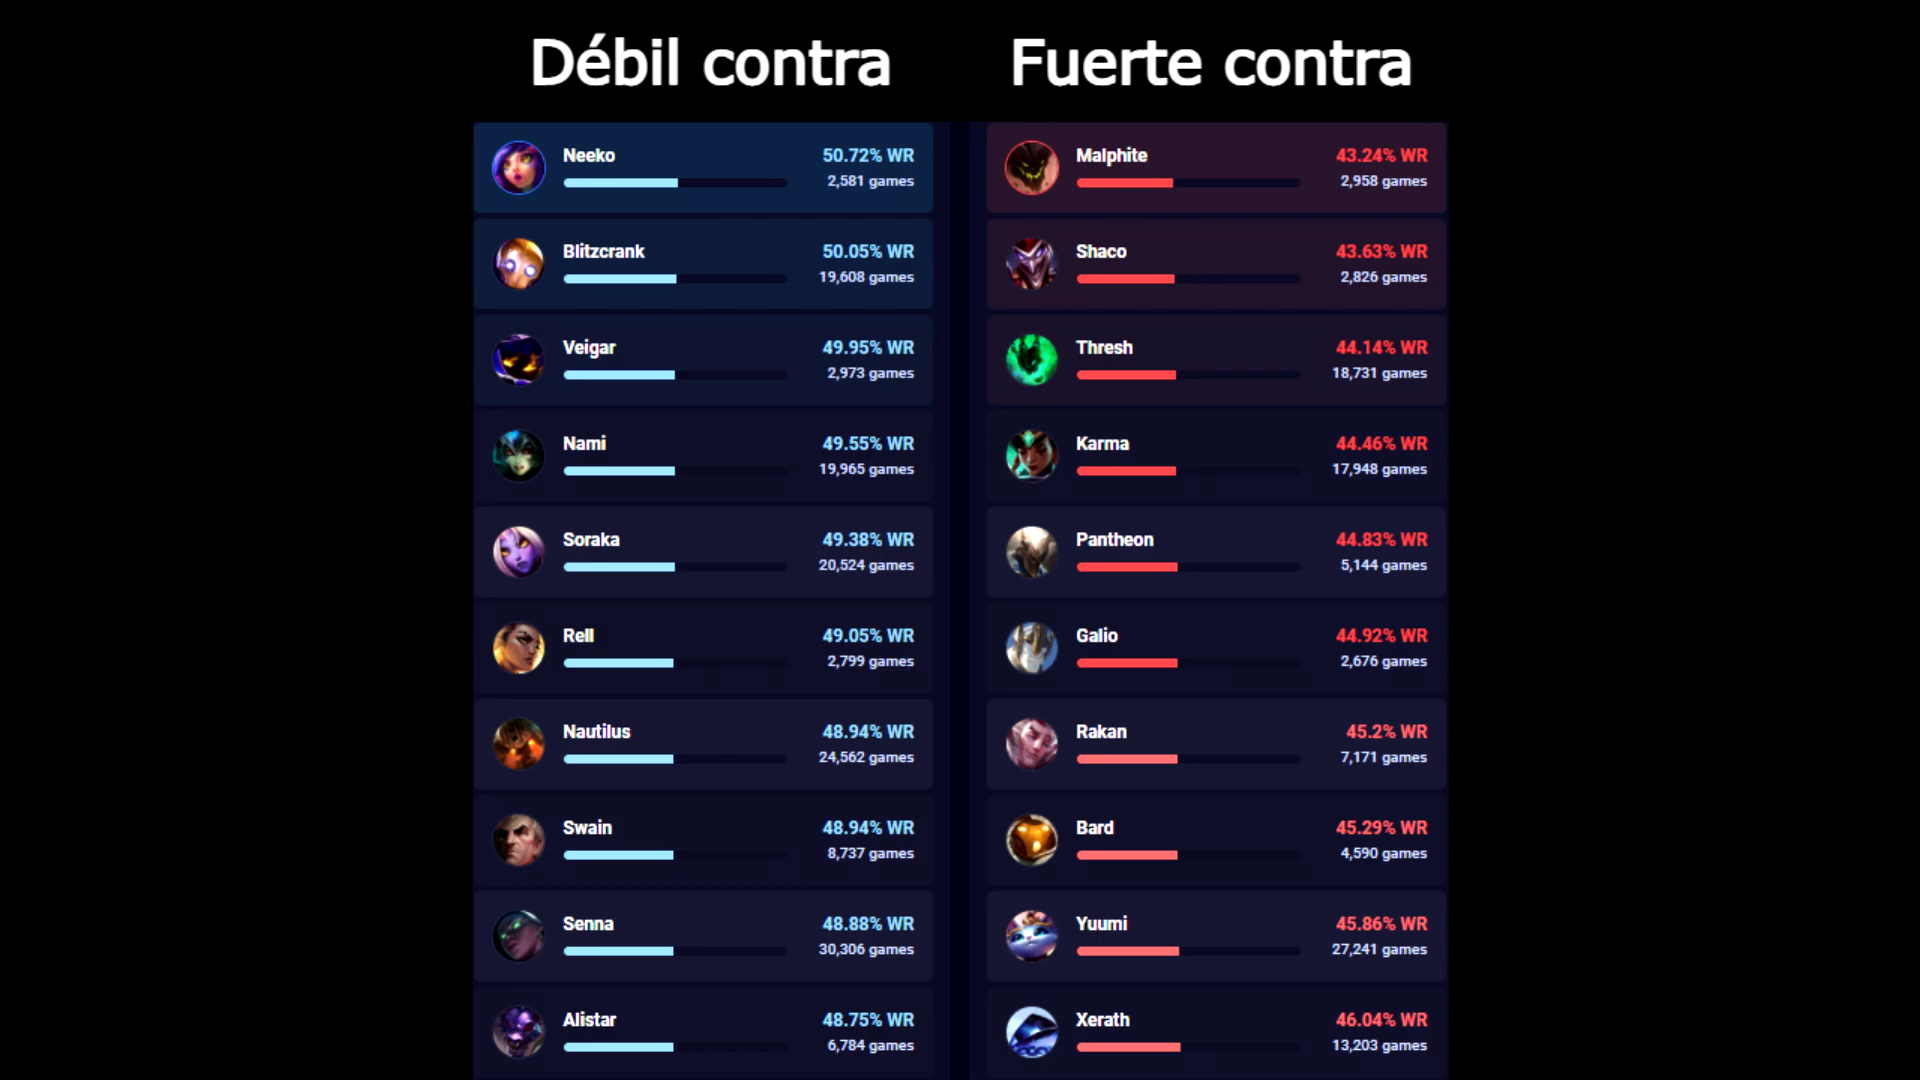 Débil contra
Fuerte contra
Neeko
50.72% WR
2,581 games
Blitzcrank
50.05% WR
19,608 games
Veigar
49.95% WR
2,973 games
Nami
49.55% WR
19,965 games
Soraka
49.38% WR
20,524 games
Rell
49.05% WR
2,799 games
Nautilus
48.94% WR
24,562 games
Swain
48.94% WR
8,737 games
Senna
48.88% WR
30,306 games
Alistar
48.75% WR
6,784 games
Malphite
43.24% WR
2,958 games
Shaco
43.63% WR
2,826 games
Thresh
44.14% WR
18,731 games
Karma
44.46% WR
17,948 games
Pantheon
44.83% WR
5,144 games
Galio
44.92% WR
2,676 games
Rakan
45.2% WR
7,171 games
Bard
45.29% WR
4,590 games
Yuumi
45.86% WR
27,241 games
Xerath
46.04% WR
13,203 games